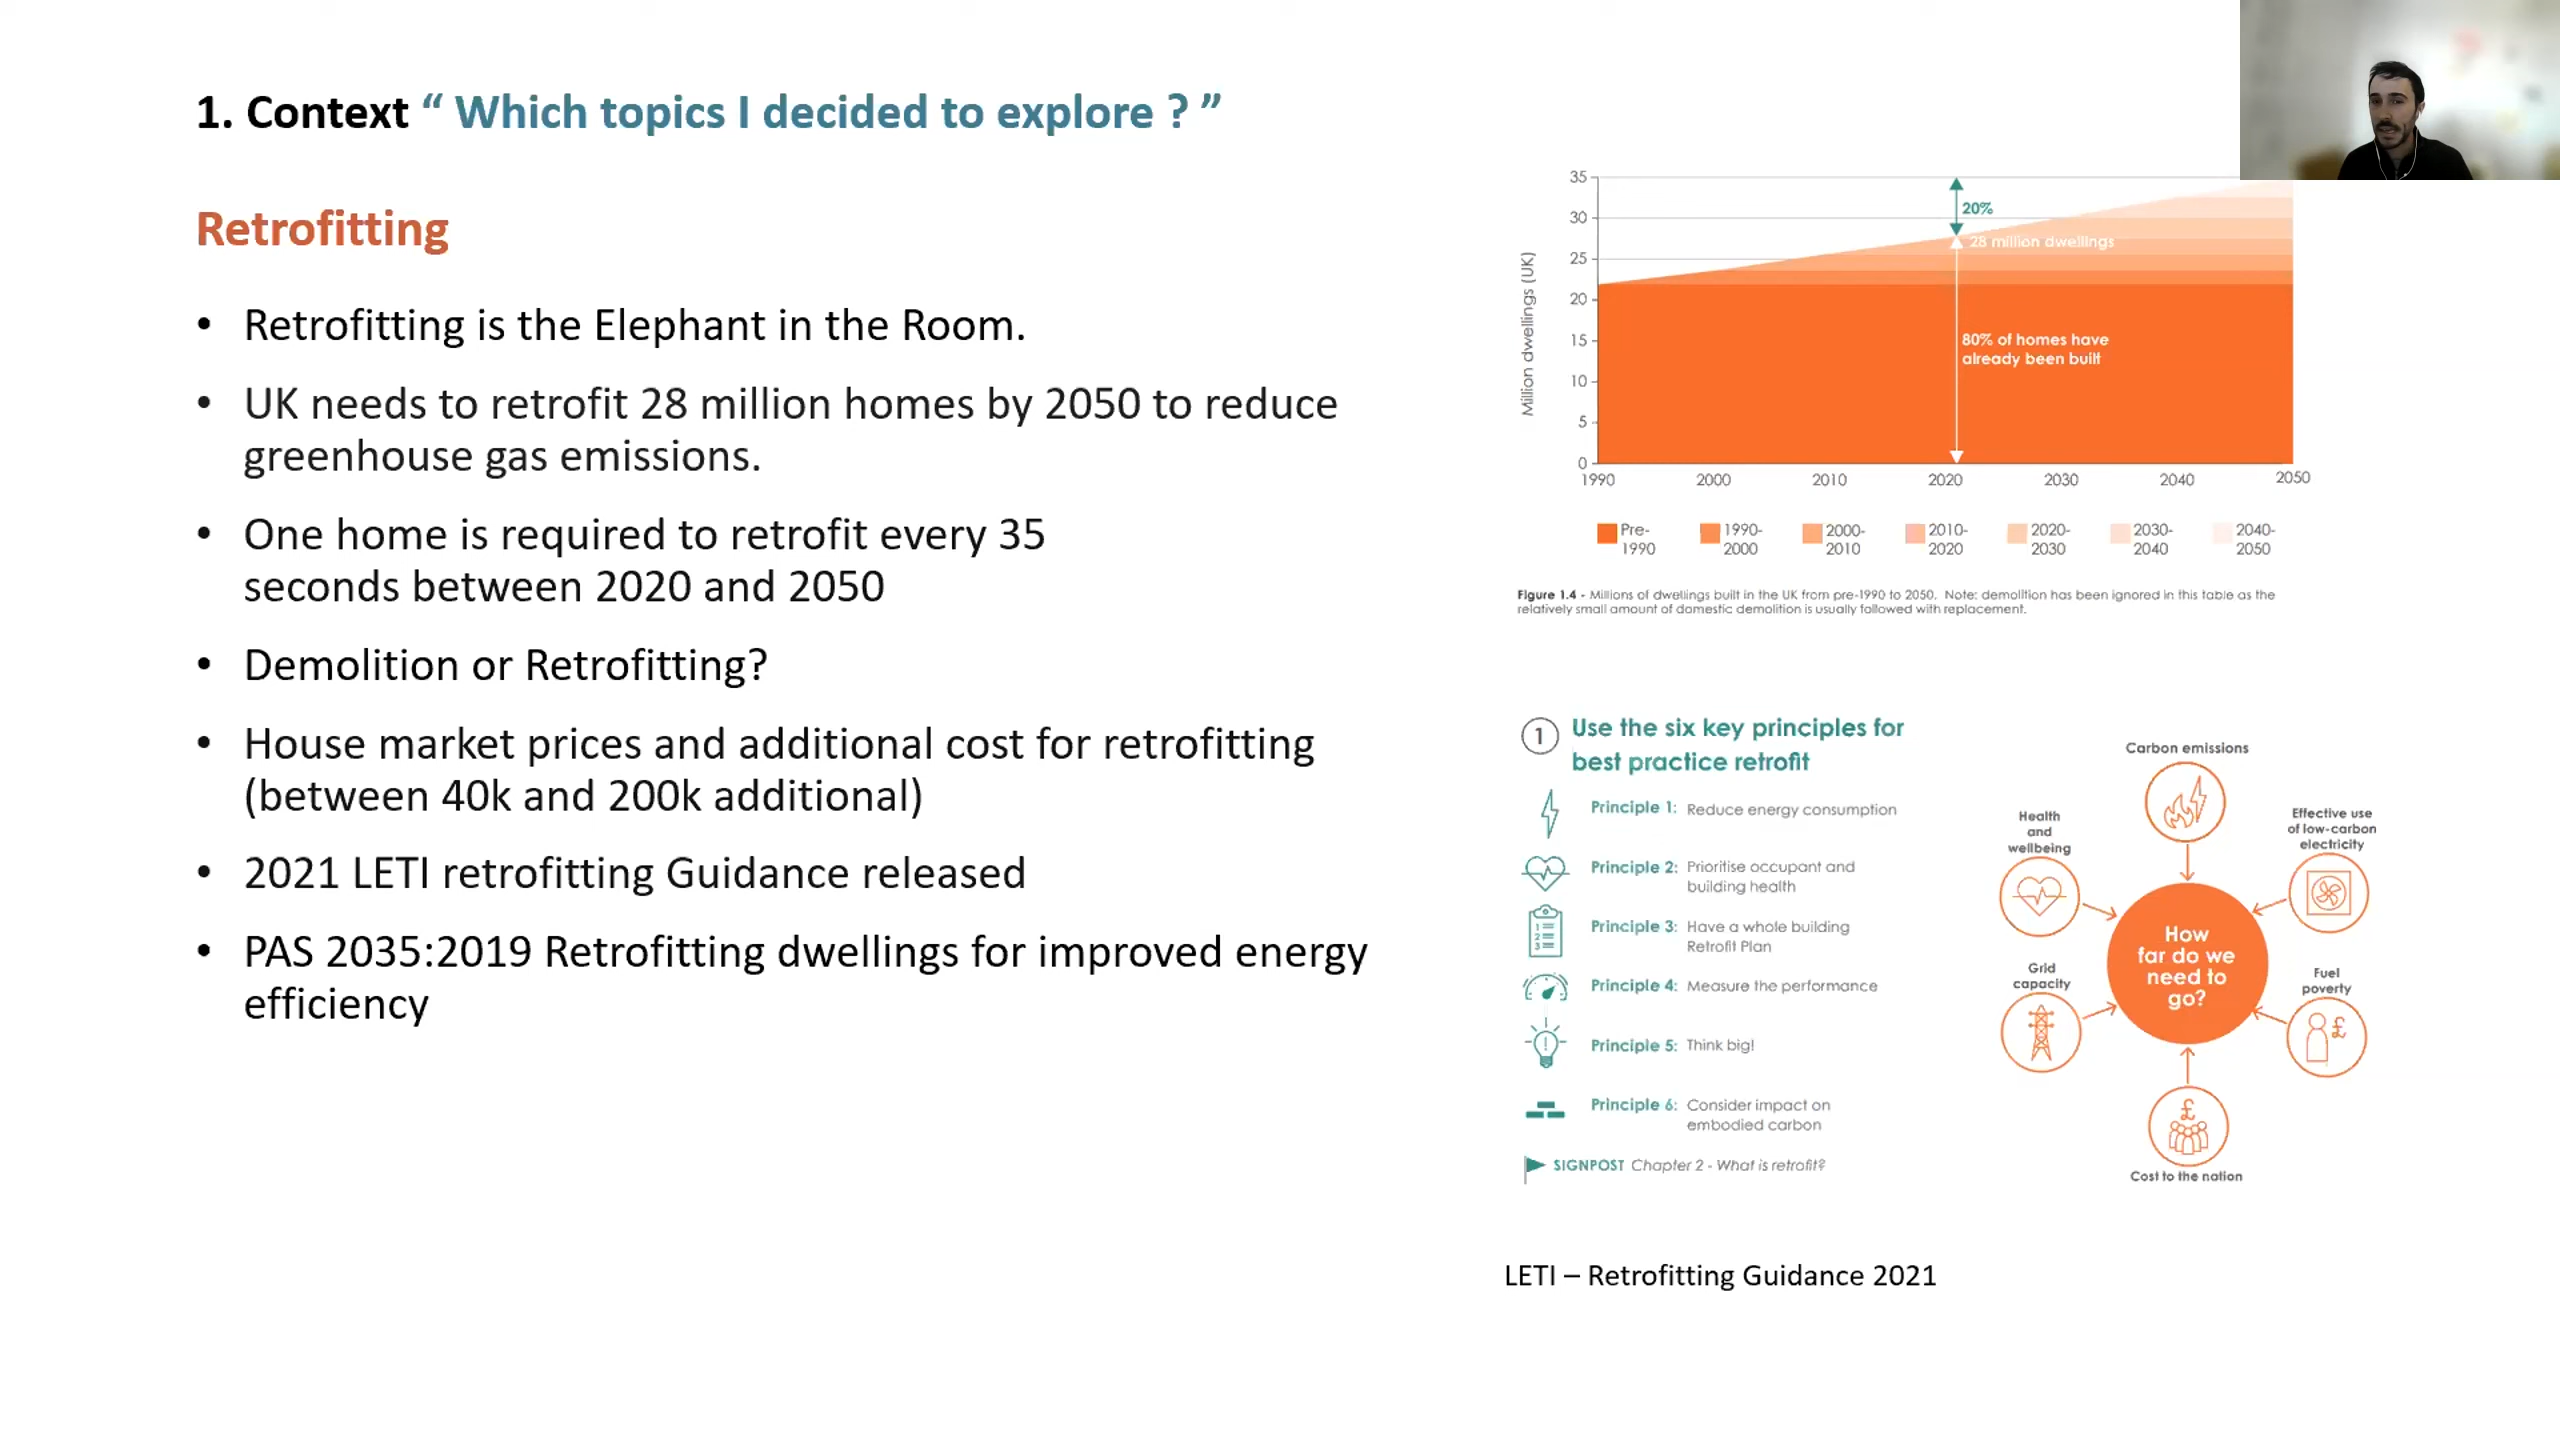 1. Context “ Which topics I decided to explore ? ”
Retrofitting
• Retrofitting is the Elephant in the Room.
• UK needs to retrofit 28 million homes by 2050 to reduce
greenhouse gas emissions.
• One home is required to retrofit every 35
seconds between 2020 and 2050
• Demolition or Retrofitting?
• House market prices and additional cost for retrofitting
(between 40k and 200k additional)
• 2021 LETI retrofitting Guidance released
• PAS 2035:2019 Retrofitting dwellings for improved energy
efficiency
Million dwellings (UK)
35
30
25
20
15
10
5
0
20%
28 million dwellings
80% of homes have
already been built
1990 2000 2010 2020 2030 2040 2050
Pre-
1990
1990-
2000
2000-
2010
2010-
2020
2020-
2030
2030-
2040
2040-
2050
Figure 1.4 - Millions of dwellings built in the UK from pre-1990 to 2050. Note: demolition has been ignored in this table as the
relatively small amount of domestic demolition is usually followed with replacement.
1 Use the six key principles for
best practice retrofit
Principle 1: Reduce energy consumption
Principle 2: Prioritise occupant and
building health
Principle 3: Have a whole building
Retrofit Plan
Principle 4: Measure the performance
Principle 5: Think big!
Principle 6: Consider impact on
embodied carbon
SIGNPOST Chapter 2 - What is retrofit?
Carbon emissions
Health
and
wellbeing
Effective use
of low-carbon
electricity
How
far do we
need to
go?
Grid
capacity
Fuel
poverty
£
£
Cost to the nation
LETI – Retrofitting Guidance 2021